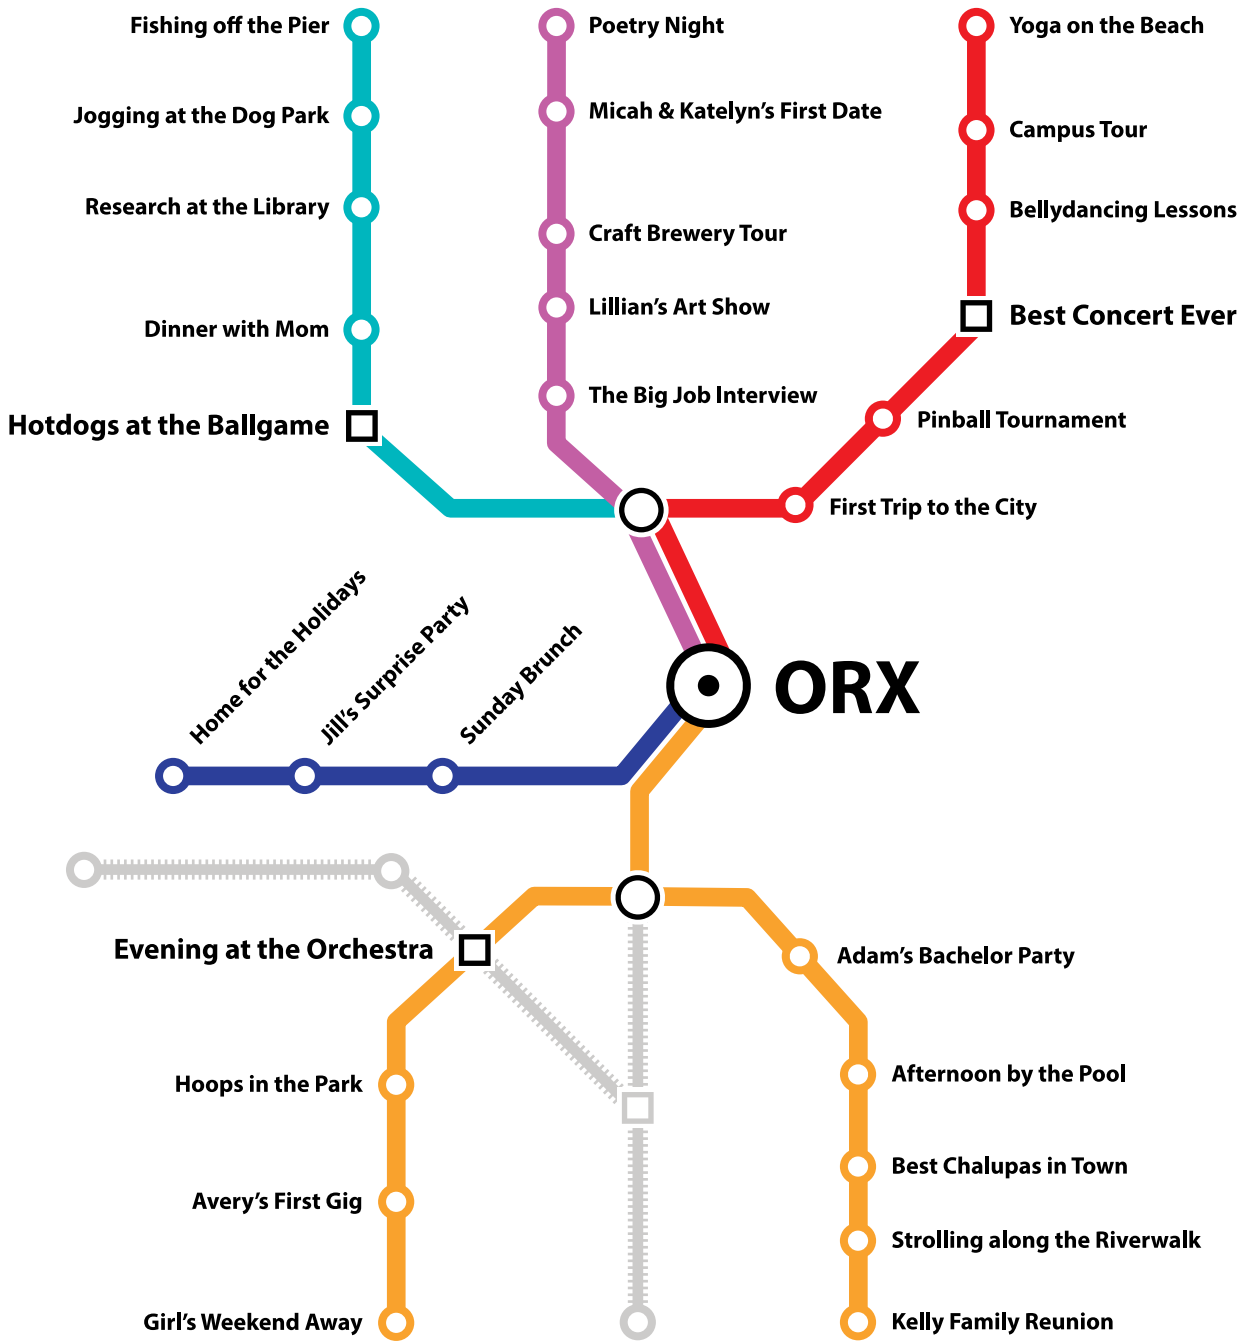 Fishing off the Pier
Poetry Night
Yoga on the Beach
Jogging at the Dog Park
Micah & Katelyn's First Date
Campus Tour
Research at the Library
Craft Brewery Tour
Bellydancing Lessons
Dinner with Mom
Lillian's Art Show
Best Concert Ever
Hotdogs at the Ballgame
The Big Job Interview
Pinball Tournament
First Trip to the City
Home for the Holidays
Jill's Surprise Party
Sunday Brunch
ORX
Evening at the Orchestra
Adam's Bachelor Party
Hoops in the Park
Afternoon by the Pool
Best Chalupas in Town
Avery's First Gig
Strolling along the Riverwalk
Girl's Weekend Away
Kelly Family Reunion